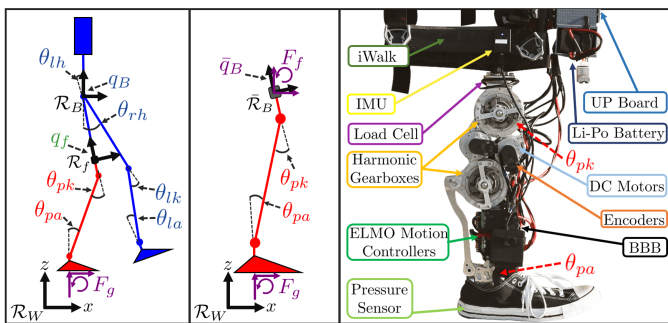 θ_lh
q_B
R_B
θ_rh
q_f
R_f
θ_pk
θ_lk
θ_pa
θ_la
z
F_g
R_W
x
q̄_B
F_f
R̄_B
θ_pk
θ_pa
z
F_g
R_W
x
iWalk
IMU
UP Board
Load Cell
Li-Po Battery
Harmonic
Gearboxes
θ_pk
DC Motors
Encoders
ELMO Motion
Controllers
BBB
θ_pa
Pressure
Sensor